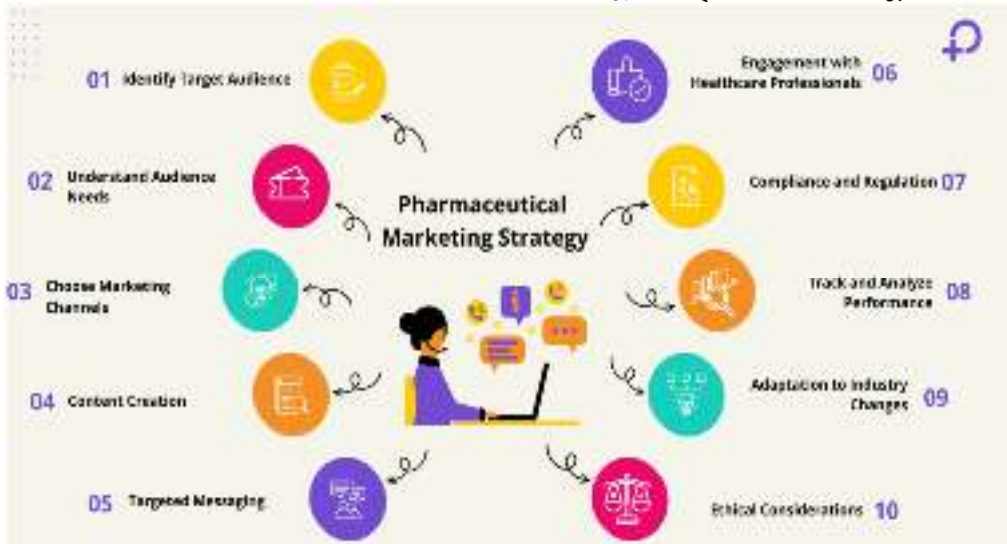 01 Identify Target Audience
02 Understand Audience
Needs
03 Choose Marketing
Channels
04 Content Creation
05 Targeted Messaging
Pharmaceutical
Marketing Strategy
Engagement with
Healthcare Professionals 06
Compliance and Regulation 07
Track and Analyze
Performance 08
Adaptation to Industry
Changes 09
Ethical Considerations 10